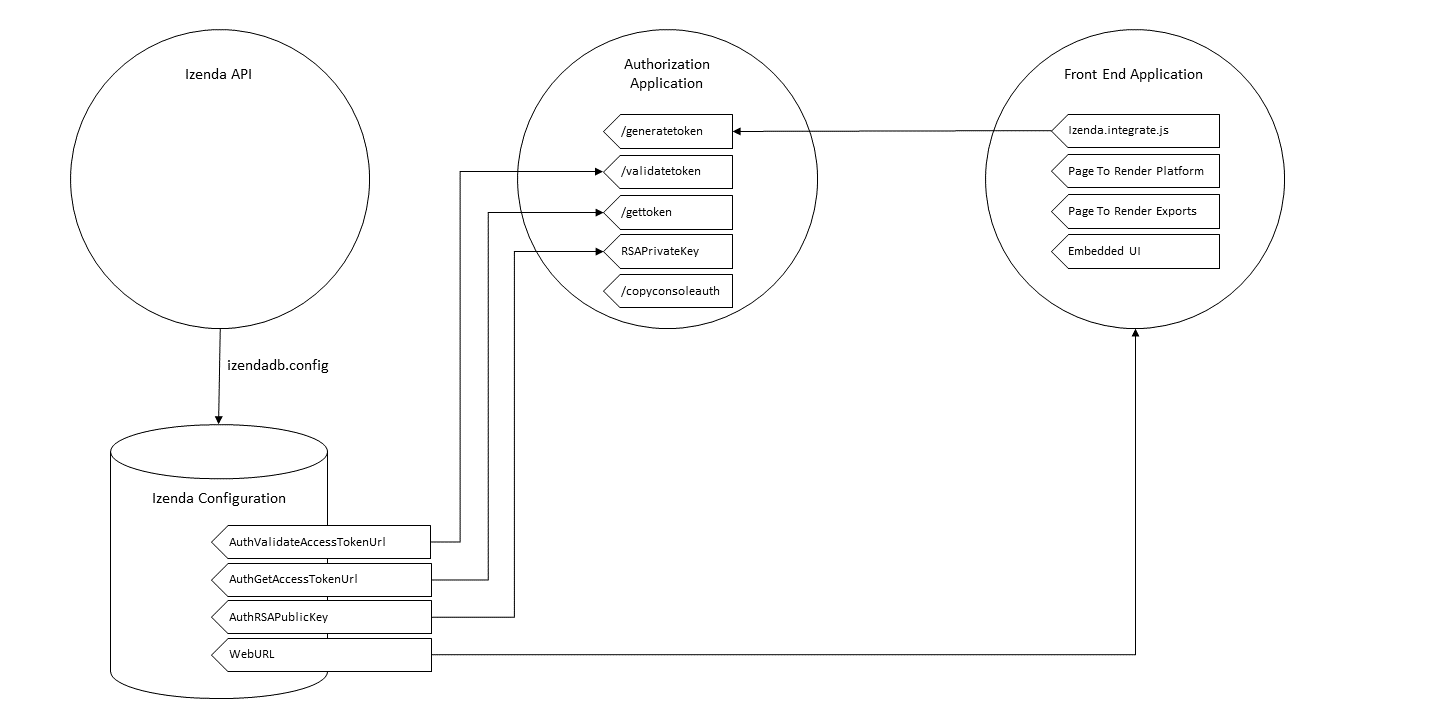 Izenda API
Authorization
Application
/generatetoken
/validatetoken
/gettoken
RSAPrivateKey
/copyconsoleauth
Front End Application
Izenda.integrate.js
Page To Render Platform
Page To Render Exports
Embedded UI
izendadb.config
Izenda Configuration
AuthValidateAccessTokenUrl
AuthGetAccessTokenUrl
AuthRSAPublicKey
WebURL